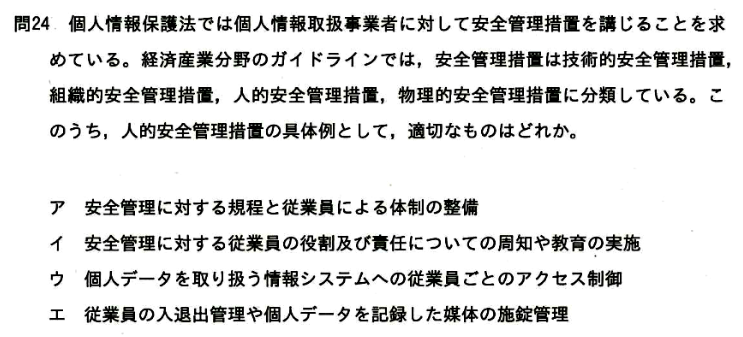 問24　個人情報保護法では個人情報取扱事業者に対して安全管理措置を講じることを求
めている。経済産業分野のガイドラインでは，安全管理措置は技術的安全管理措置，
組織的安全管理措置，人的安全管理措置，物理的安全管理措置に分類している。こ
のうち，人的安全管理措置の具体例として，適切なものはどれか。
ア　安全管理に対する規程と従業員による体制の整備
イ　安全管理に対する従業員の役割及び責任についての周知や教育の実施
ウ　個人データを取り扱う情報システムへの従業員ごとのアクセス制御
エ　従業員の入退出管理や個人データを記録した媒体の施錠管理